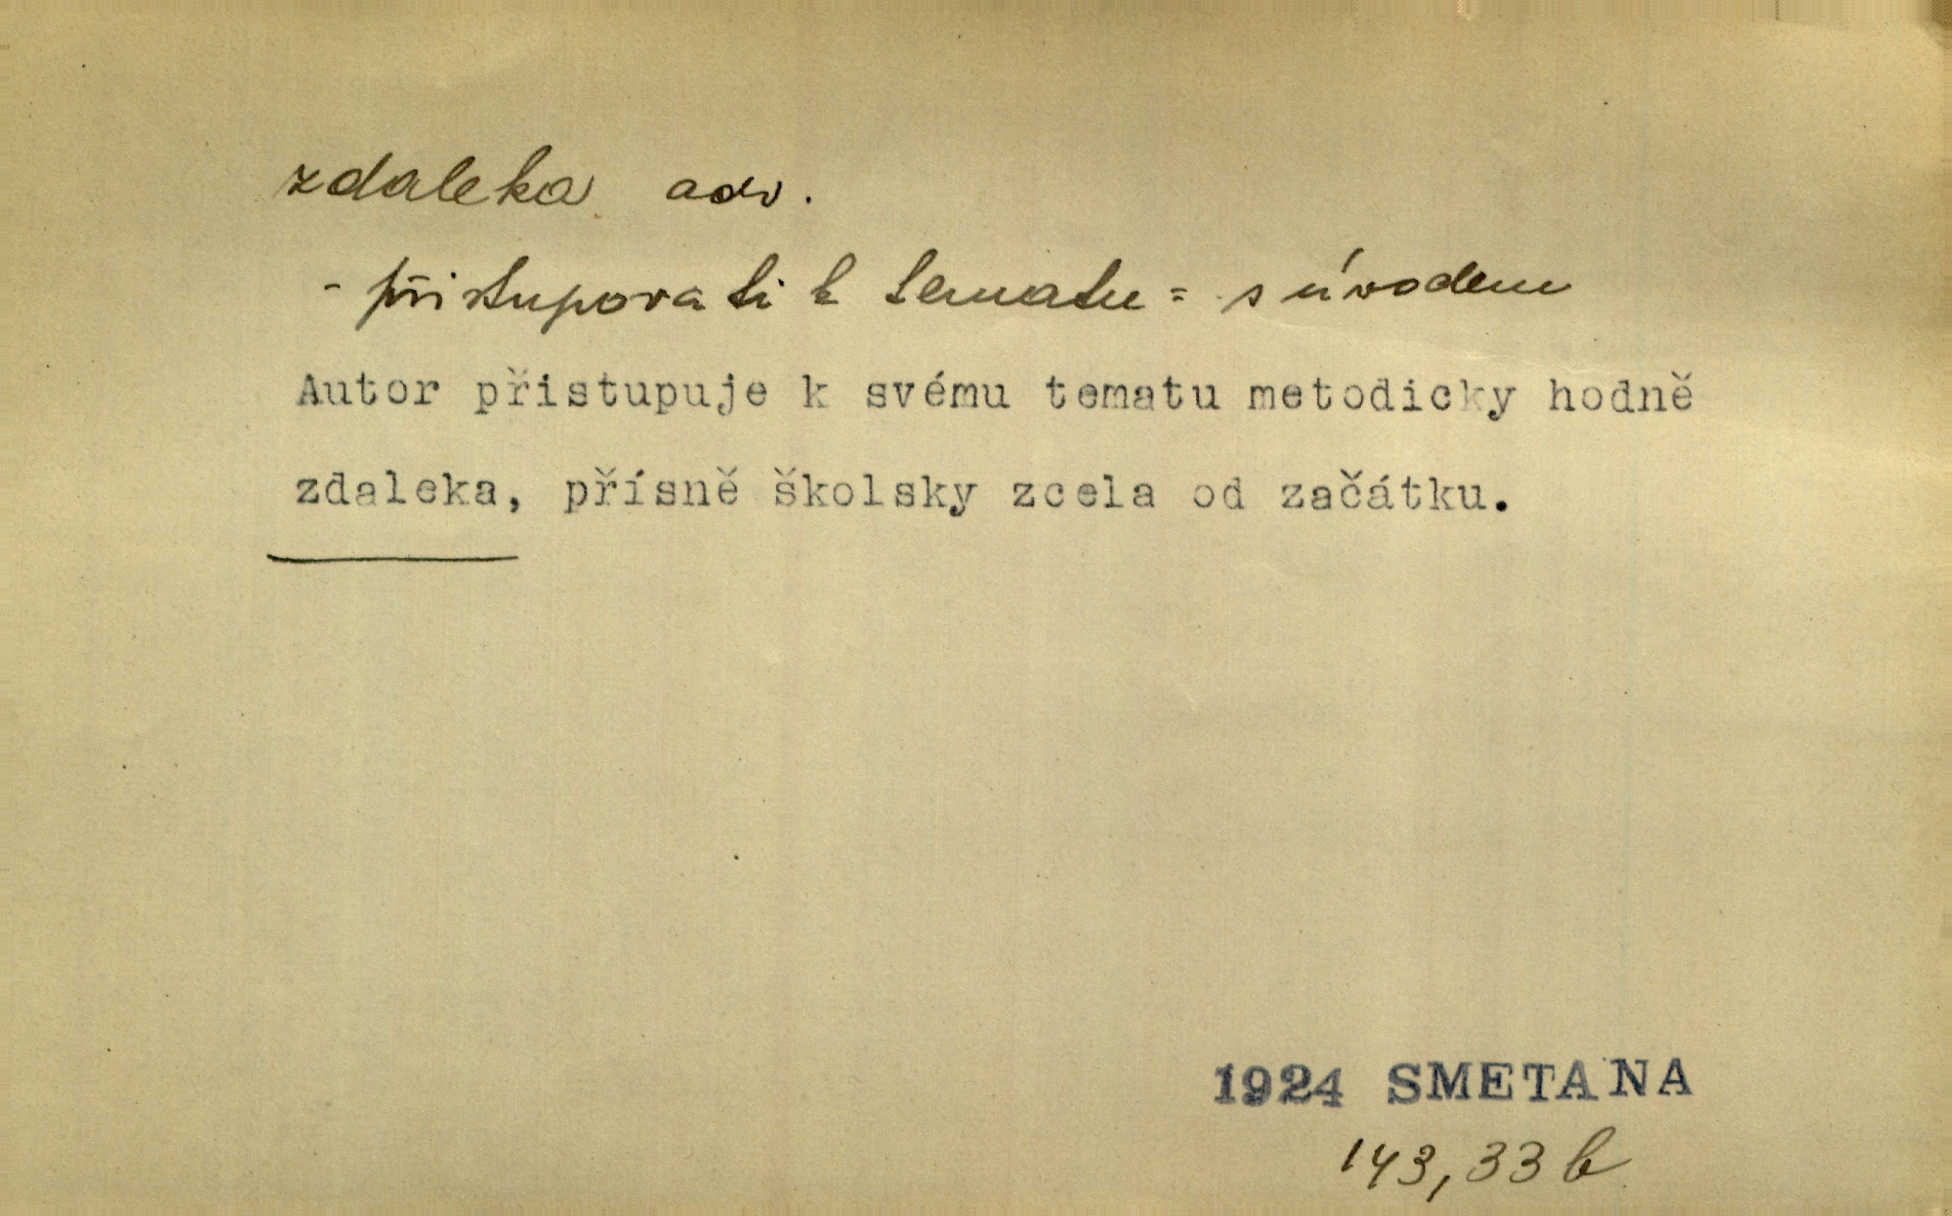 zdaleka adv.
- přistupovati k tematu = s úvodem
Autor přistupuje k svému tematu metodicky hodně
zdaleka, přísně školsky zcela od začátku.
1924 SMETANA
143,33 b